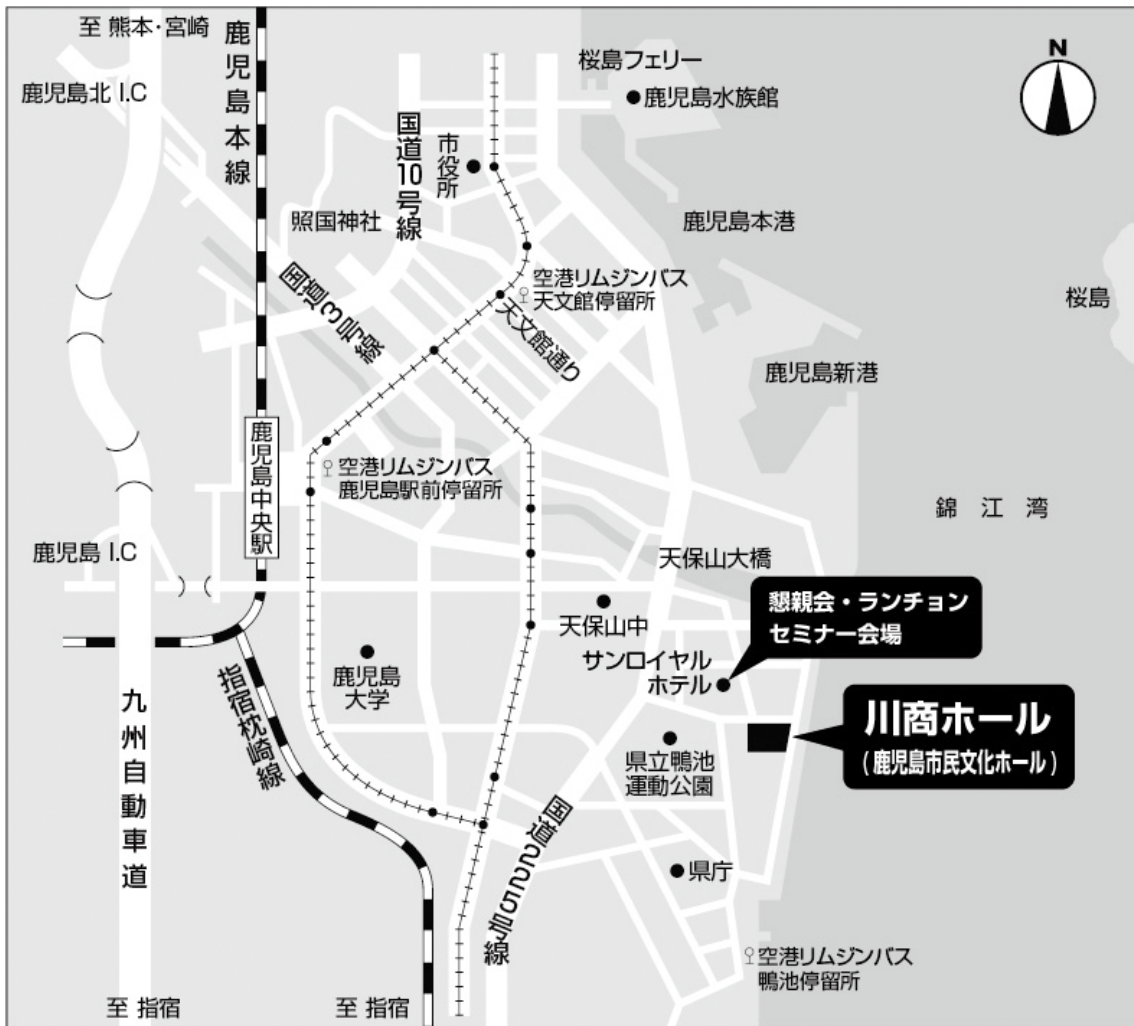 至 熊本・宮崎
鹿児島北 I.C
鹿児島本線
国道10号線
市役所
桜島フェリー
鹿児島水族館
N
照国神社
鹿児島本港
国道3号線
空港リムジンバス
天文館停留所
天文館通り
桜島
鹿児島新港
鹿児島中央駅
空港リムジンバス
鹿児島駅前停留所
錦江湾
鹿児島 I.C
天保山大橋
懇親会・ランチョン
セミナー会場
天保山中
サンロイヤル
ホテル
鹿児島
大学
指宿枕崎線
川商ホール
(鹿児島市民文化ホール)
県立鴨池
運動公園
九州自動車道
国道225号線
県庁
空港リムジンバス
鴨池停留所
至 指宿
至 指宿